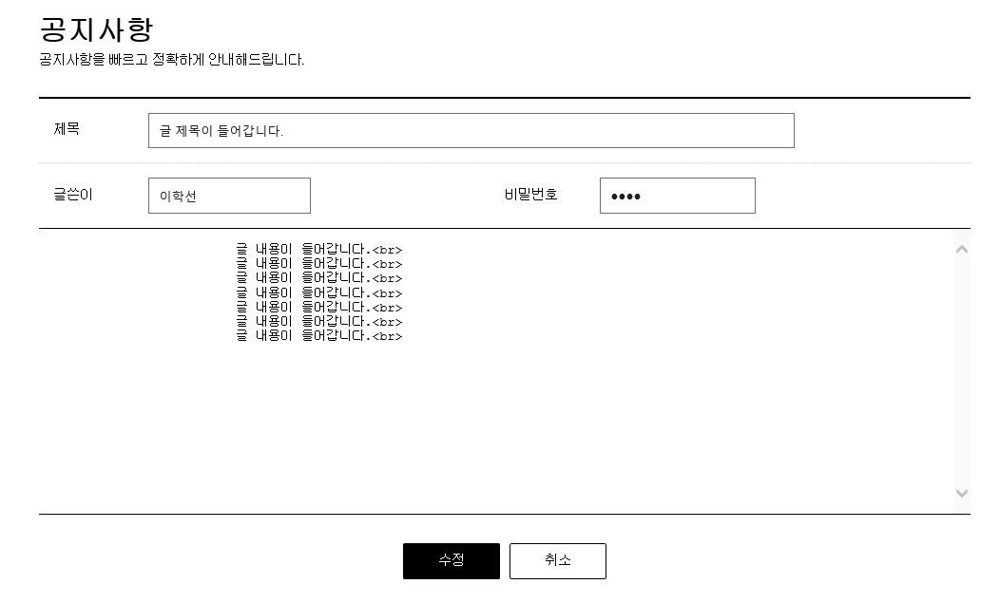 공지사항
공지사항을 빠르고 정확하게 안내해드립니다.
제목 글 제목이 들어갑니다.
글쓴이 이학선 비밀번호 ●●●●
글 내용이 들어갑니다.<br>
글 내용이 들어갑니다.<br>
글 내용이 들어갑니다.<br>
글 내용이 들어갑니다.<br>
글 내용이 들어갑니다.<br>
글 내용이 들어갑니다.<br>
글 내용이 들어갑니다.<br>
수정 취소